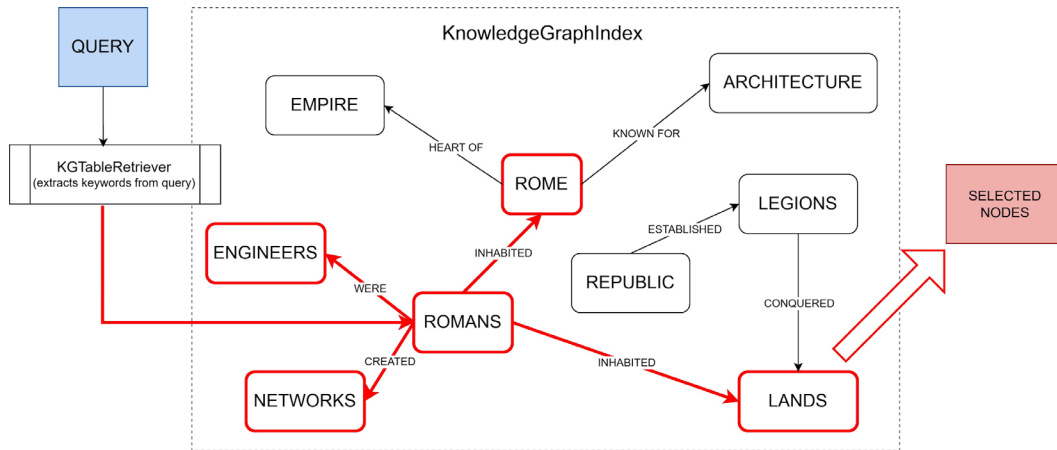 QUERY
KnowledgeGraphIndex
ARCHITECTURE
EMPIRE
KNOWN FOR
HEART OF
KGTableRetriever
(extracts keywords from query)
ROME
LEGIONS
SELECTED
NODES
ESTABLISHED
ENGINEERS
INHABITED
REPUBLIC
WERE
CONQUERED
ROMANS
CREATED
INHABITED
NETWORKS
LANDS